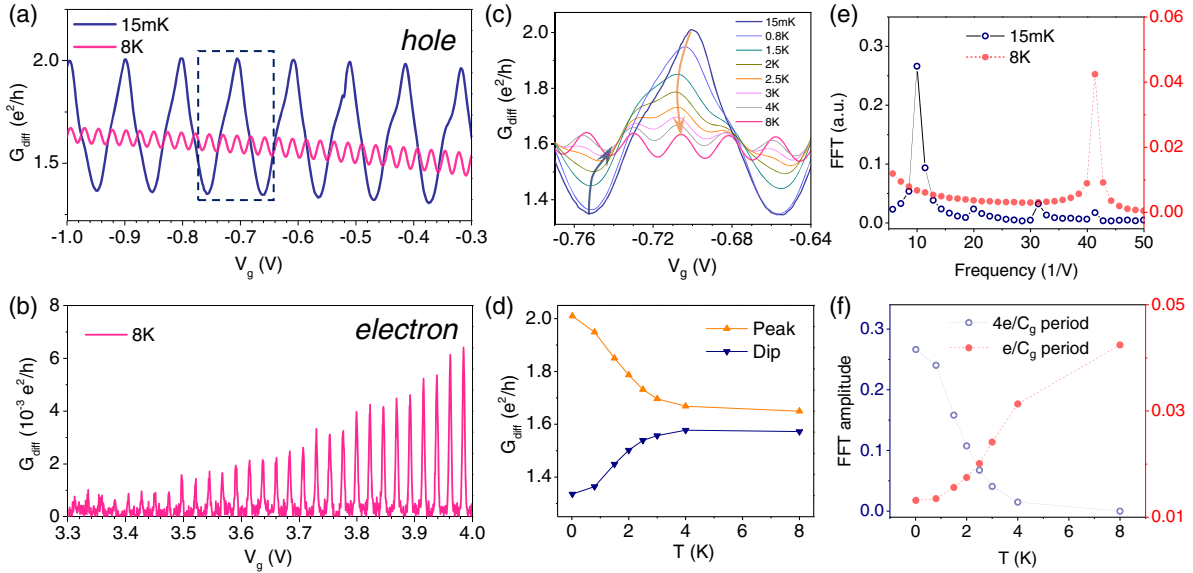 (a)
15mK
8K
hole
2.0
1.5
G_diff (e²/h)
-1.0 -0.9 -0.8 -0.7 -0.6 -0.5 -0.4 -0.3
V_g (V)
(b)
8K
electron
8
6
4
2
0
G_diff (10⁻³ e²/h)
3.3 3.4 3.5 3.6 3.7 3.8 3.9 4.0
V_g (V)
(c)
15mK
0.8K
1.5K
2K
2.5K
3K
4K
8K
2.2
2.0
1.8
1.6
1.4
G_diff (e²/h)
-0.76 -0.72 -0.68 -0.64
V_g (V)
(d)
Peak
Dip
2.0
1.8
1.6
1.4
G_diff (e²/h)
0 2 4 6 8
T (K)
(e)
15mK
8K
0.3
0.2
0.1
0.0
FFT (a.u.)
0.06
0.04
0.02
0.00
10 20 30 40 50
Frequency (1/V)
(f)
4e/C_g period
e/C_g period
0.3
0.2
0.1
0.0
FFT amplitude
0.05
0.03
0.01
0 2 4 6 8
T (K)